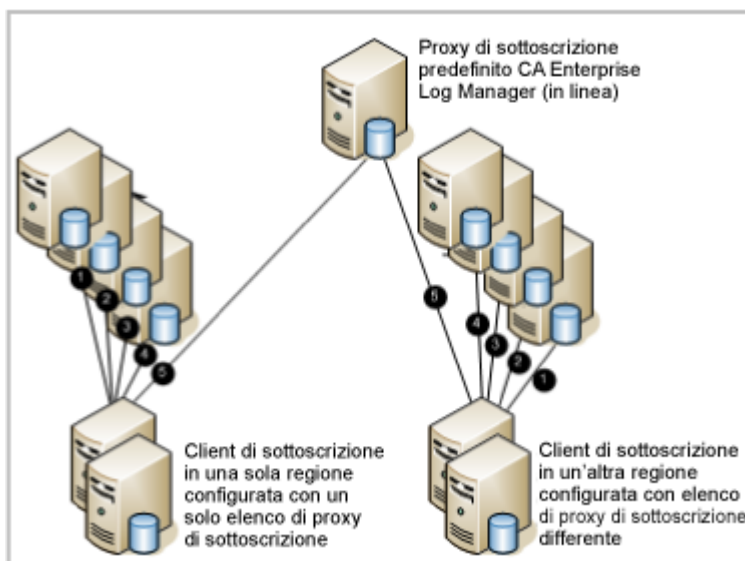 Proxy di sottoscrizione
predefinito CA Enterprise
Log Manager (in linea)
1
2
3
4
5
5
4
3
2
1
Client di sottoscrizione
in una sola regione
configurata con un
solo elenco di proxy
di sottoscrizione
Client di sottoscrizione
in un'altra regione
configurata con elenco
di proxy di sottoscrizione
differente